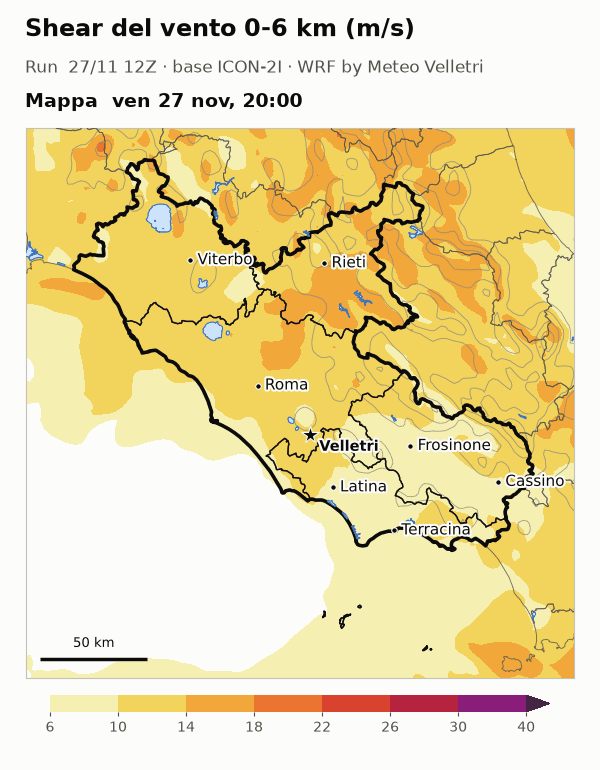 Shear del vento 0-6 km (m/s)
Run  27/11 12Z · base ICON-2I · WRF by Meteo Velletri
Mappa  ven 27 nov, 20:00
Viterbo
Rieti
Roma
Velletri
Frosinone
Latina
Cassino
Terracina
50 km
6 10 14 18 22 26 30 40